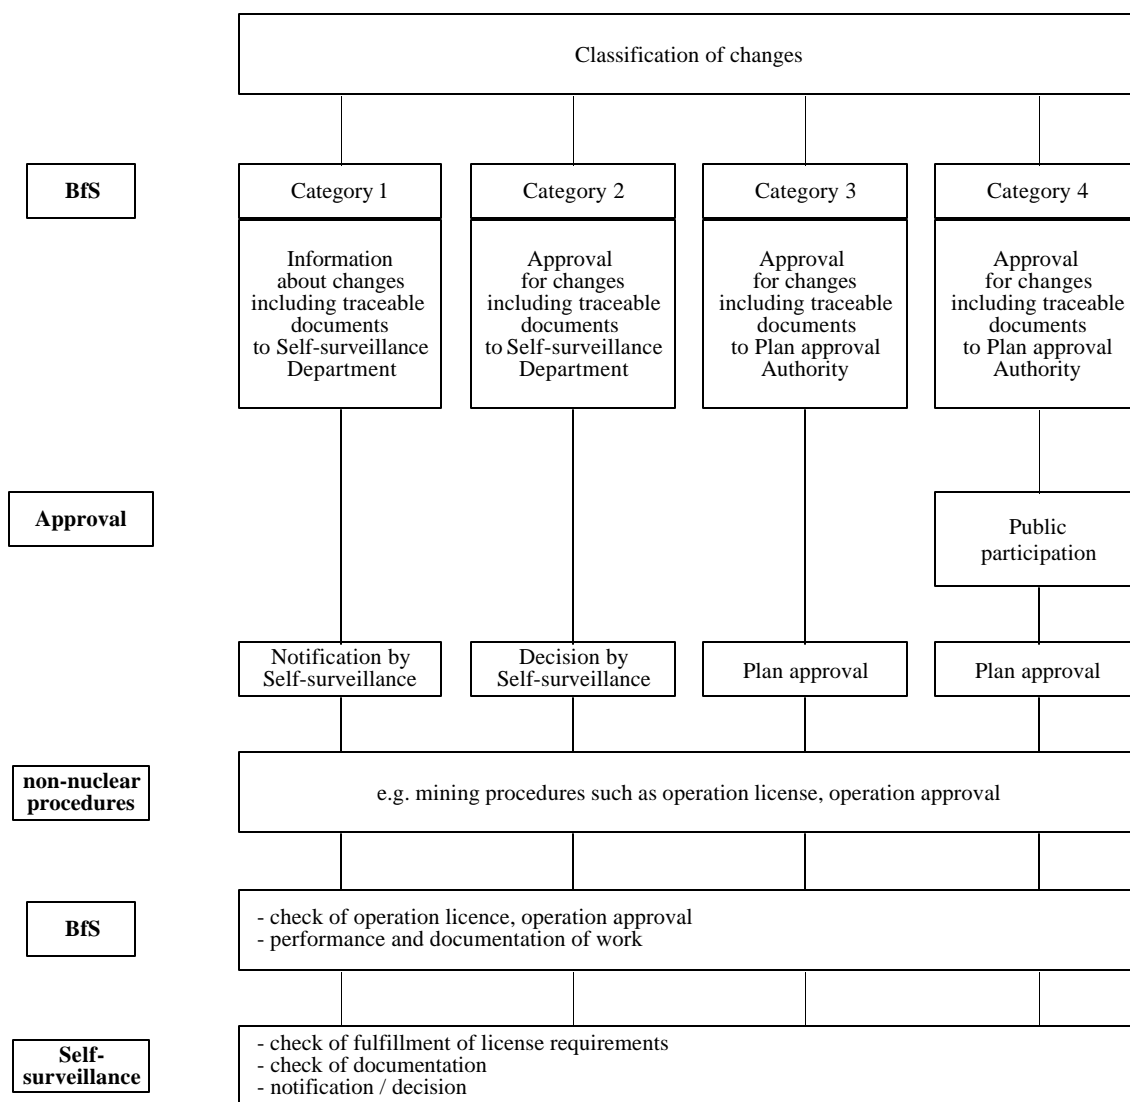 Classification of changes
BfS
Category 1
Category 2
Category 3
Category 4
Information
about changes
including traceable
documents
to Self-surveillance
Department
Approval
for changes
including traceable
documents
to Self-surveillance
Department
Approval
for changes
including traceable
documents
to Plan approval
Authority
Approval
for changes
including traceable
documents
to Plan approval
Authority
Approval
Public
participation
Notification by
Self-surveillance
Decision by
Self-surveillance
Plan approval
Plan approval
non-nuclear
procedures
e.g. mining procedures such as operation license, operation approval
BfS
- check of operation licence, operation approval
- performance and documentation of work
Self-
surveillance
- check of fulfillment of license requirements
- check of documentation
- notification / decision